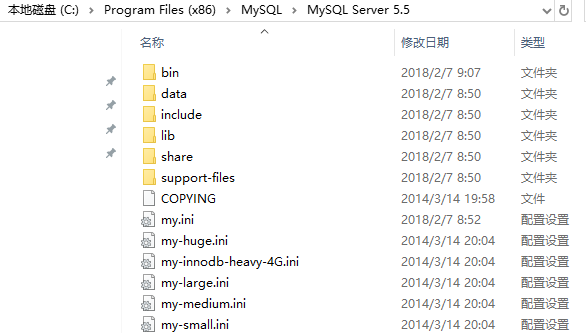 本地磁盘 (C:) › Program Files (x86) › MySQL › MySQL Server 5.5
名称 修改日期 类型
bin 2018/2/7 9:07 文件夹
data 2018/2/7 8:50 文件夹
include 2018/2/7 8:50 文件夹
lib 2018/2/7 8:50 文件夹
share 2018/2/7 8:50 文件夹
support-files 2018/2/7 8:50 文件夹
COPYING 2014/3/14 19:58 文件
my.ini 2018/2/7 8:52 配置设置
my-huge.ini 2014/3/14 20:04 配置设置
my-innodb-heavy-4G.ini 2014/3/14 20:04 配置设置
my-large.ini 2014/3/14 20:04 配置设置
my-medium.ini 2014/3/14 20:04 配置设置
my-small.ini 2014/3/14 20:04 配置设置